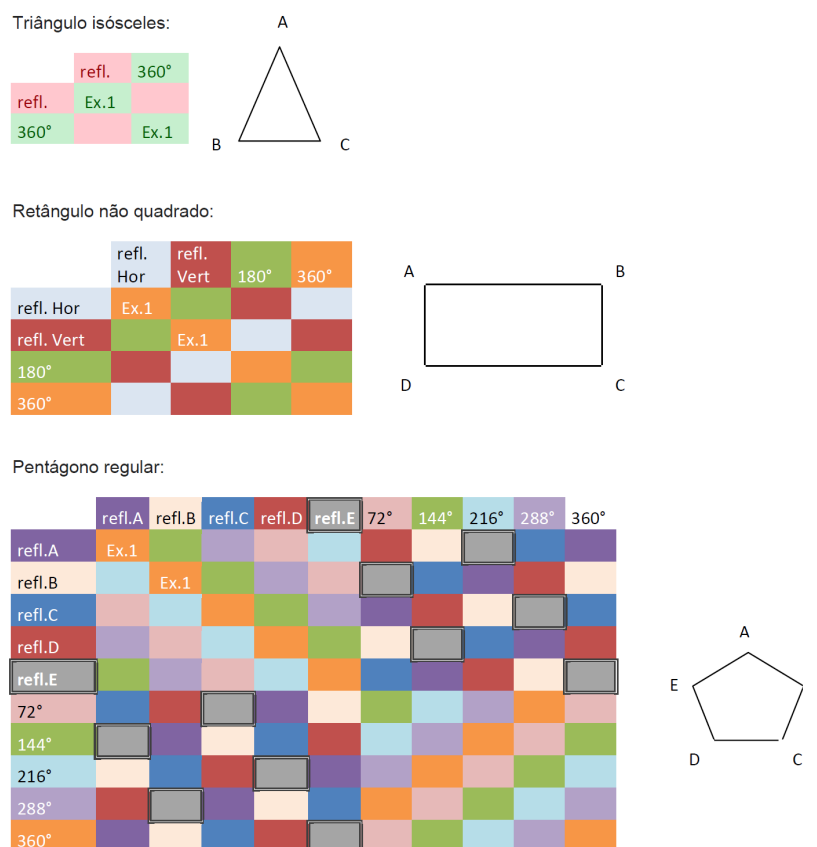 Triângulo isósceles:
A
refl. 360°
refl. Ex.1
360° Ex.1
B C
Retângulo não quadrado:
refl. refl.
Hor Vert 180° 360°
A B
refl. Hor Ex.1
refl. Vert Ex.1
180°
D C
360°
Pentágono regular:
refl.A refl.B refl.C refl.D refl.E 72° 144° 216° 288° 360°
refl.A Ex.1
refl.B Ex.1
refl.C
refl.D
A
refl.E
E
72°
144°
D C
216°
288°
360°